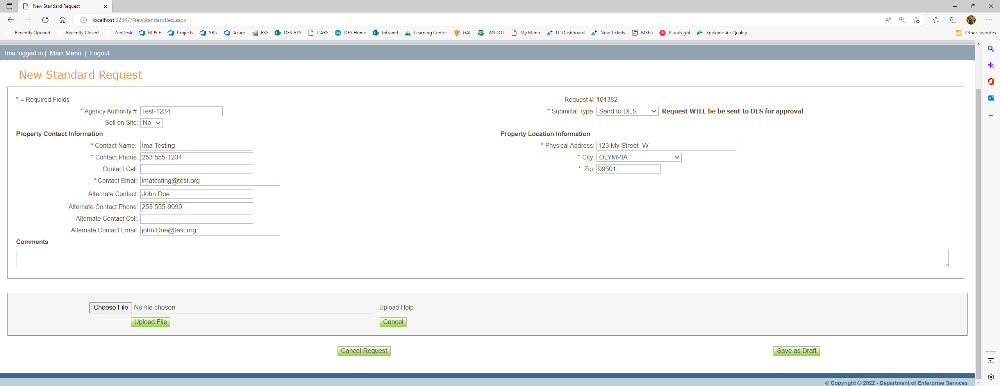 New Standard Request
localhost:32387/NewStandardReq.aspx
Recently Opened Recently Closed ZenDesk M & E Projects SR's Azure ESS DES-ETS CARS DES Home Intranet Learning Center GAL WSDOT My Menu LC Dashboard New Tickets M365 Pluralsight Spokane Air Quality Other favorites
Ima logged in | Main Menu | Logout
New Standard Request
* = Required Fields Request #: 101382
* Agency Authority #: Test-1234 * Submittal Type: Send to DES Request WILL be be sent to DES for approval
Sell on Site: No
Property Contact Information Property Location Information
* Contact Name: Ima Testing * Physical Address: 123 My Street  W
* Contact Phone: 253 555-1234 * City: OLYMPIA
Contact Cell: * Zip: 99501
* Contact Email: imatesting@test.org
Alternate Contact: John Doe
Alternate Contact Phone: 253 555-9999
Alternate Contact Cell:
Alternate Contact Email: john.Doe@test.org
Comments
Choose File No file chosen Upload Help
Upload File Cancel
Cancel Request Save as Draft
© Copyright © 2022 - Department of Enterprise Services